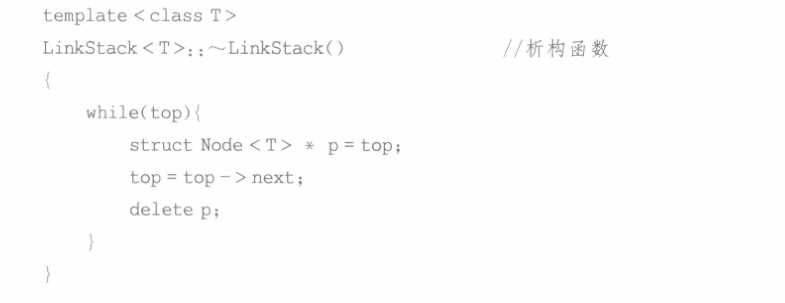 template <class T>
LinkStack <T>::~LinkStack() //析构函数
{
while(top){
struct Node <T> * p = top;
top = top -> next;
delete p;
}
}